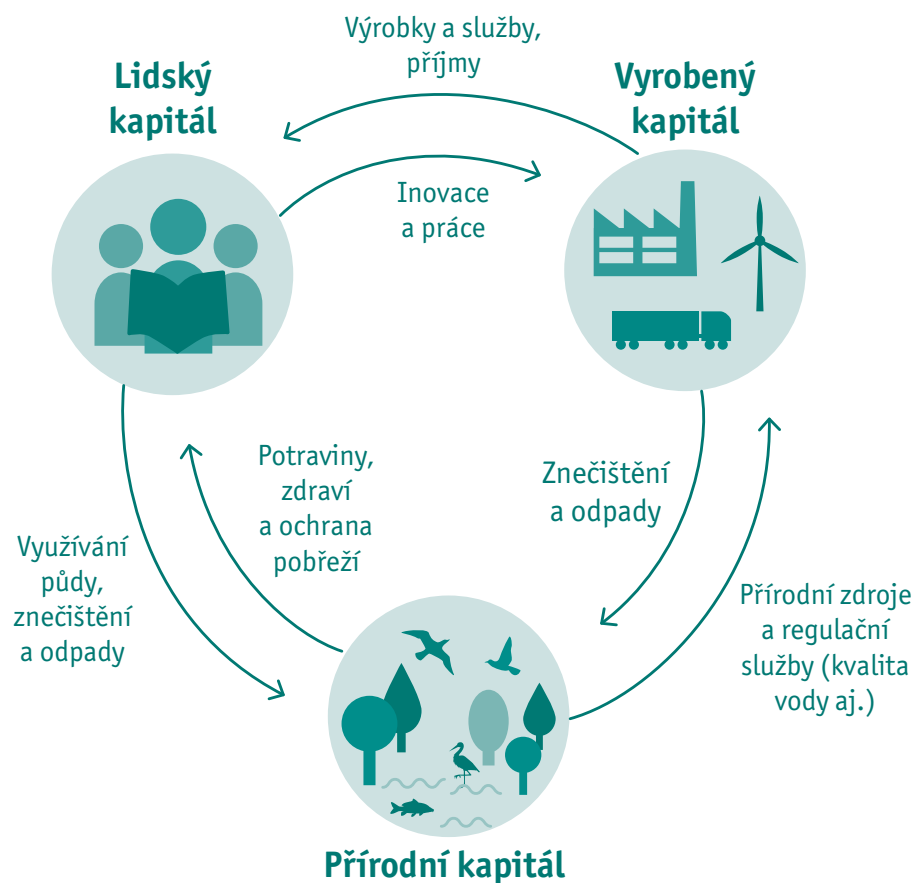 Výrobky a služby,
příjmy
Lidský
kapitál
Vyrobený
kapitál
Inovace
a práce
Potraviny,
zdraví
a ochrana
pobřeží
Znečištění
a odpady
Využívání
půdy,
znečištění
a odpady
Přírodní zdroje
a regulační
služby (kvalita
vody aj.)
Přírodní kapitál